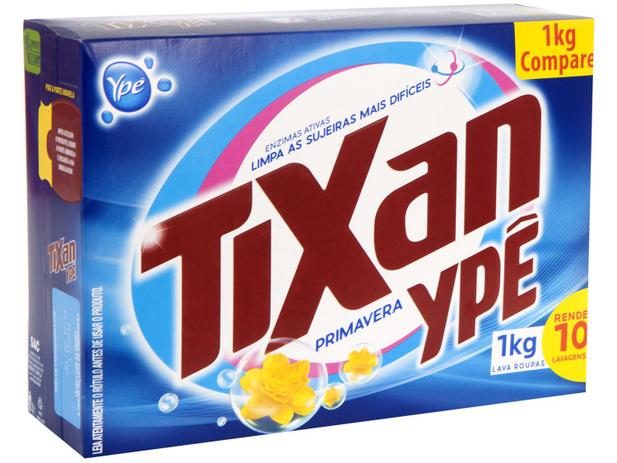 Ypê
1kg
Compare
ENZIMAS ATIVAS
LIMPA AS SUJEIRAS MAIS DIFÍCEIS
TiXan
YPÊ
PRIMAVERA
1kg
LAVA ROUPAS
RENDE
10
LAVAGENS
LEIA ATENTAMENTE O RÓTULO ANTES DE USAR O PRODUTO.
TiXan
YPÊ
SAC